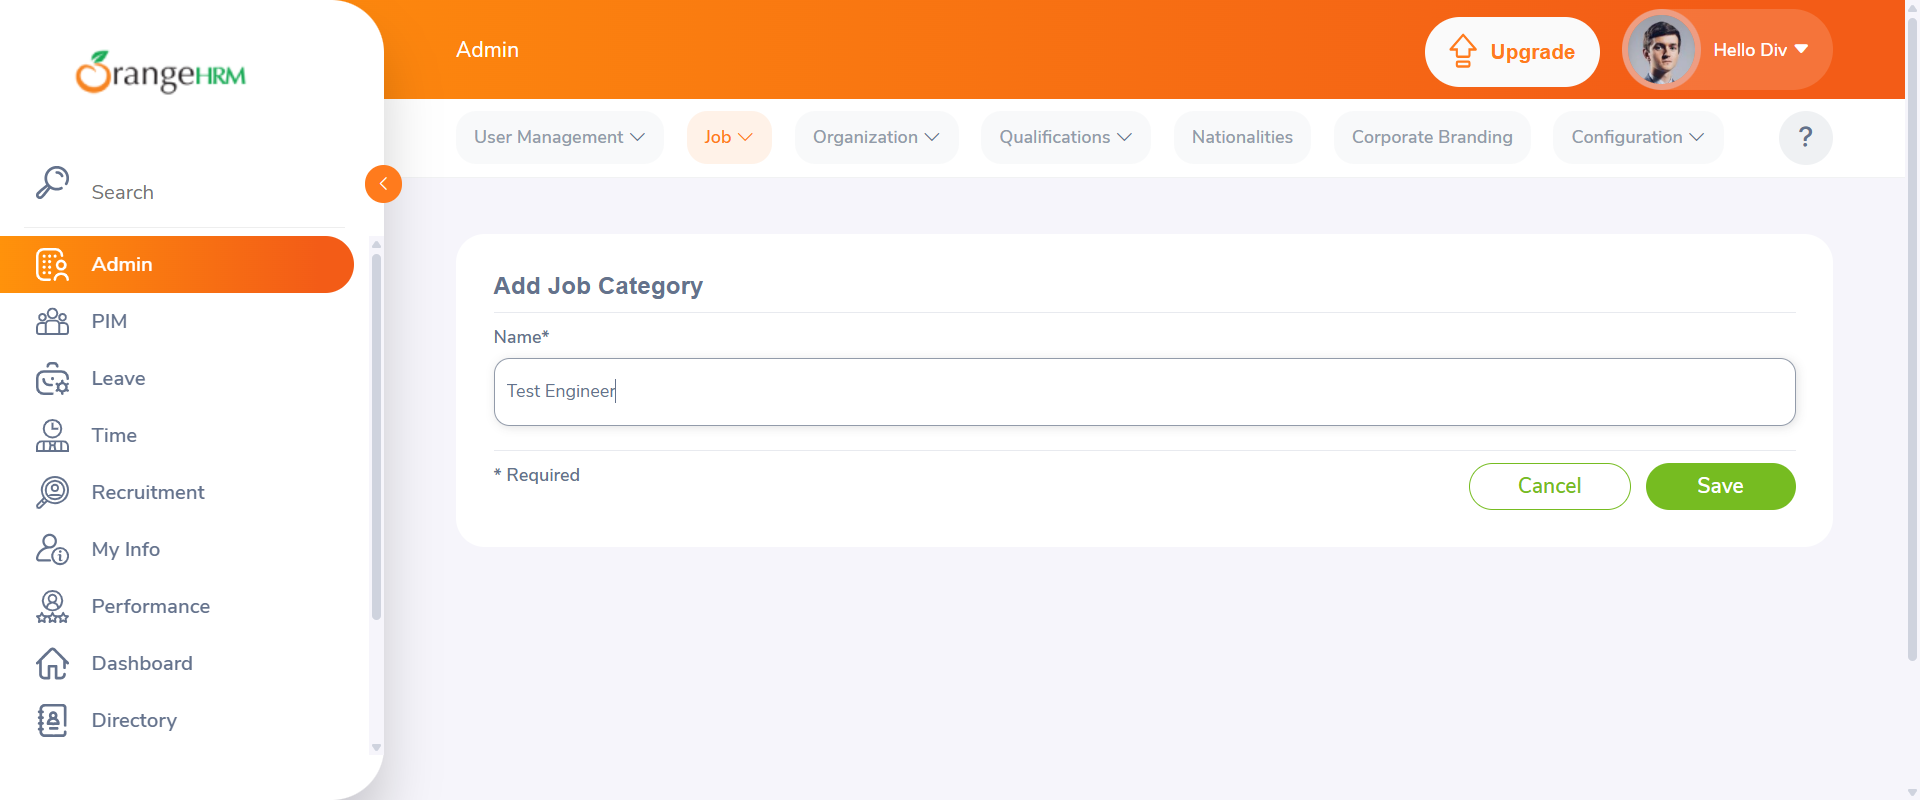 OrangeHRM
Admin
Upgrade
Hello Div
User Management
Job
Organization
Qualifications
Nationalities
Corporate Branding
Configuration
?
Search
Admin
PIM
Leave
Time
Recruitment
My Info
Performance
Dashboard
Directory
Add Job Category
Name*
Test Engineer
* Required
Cancel
Save